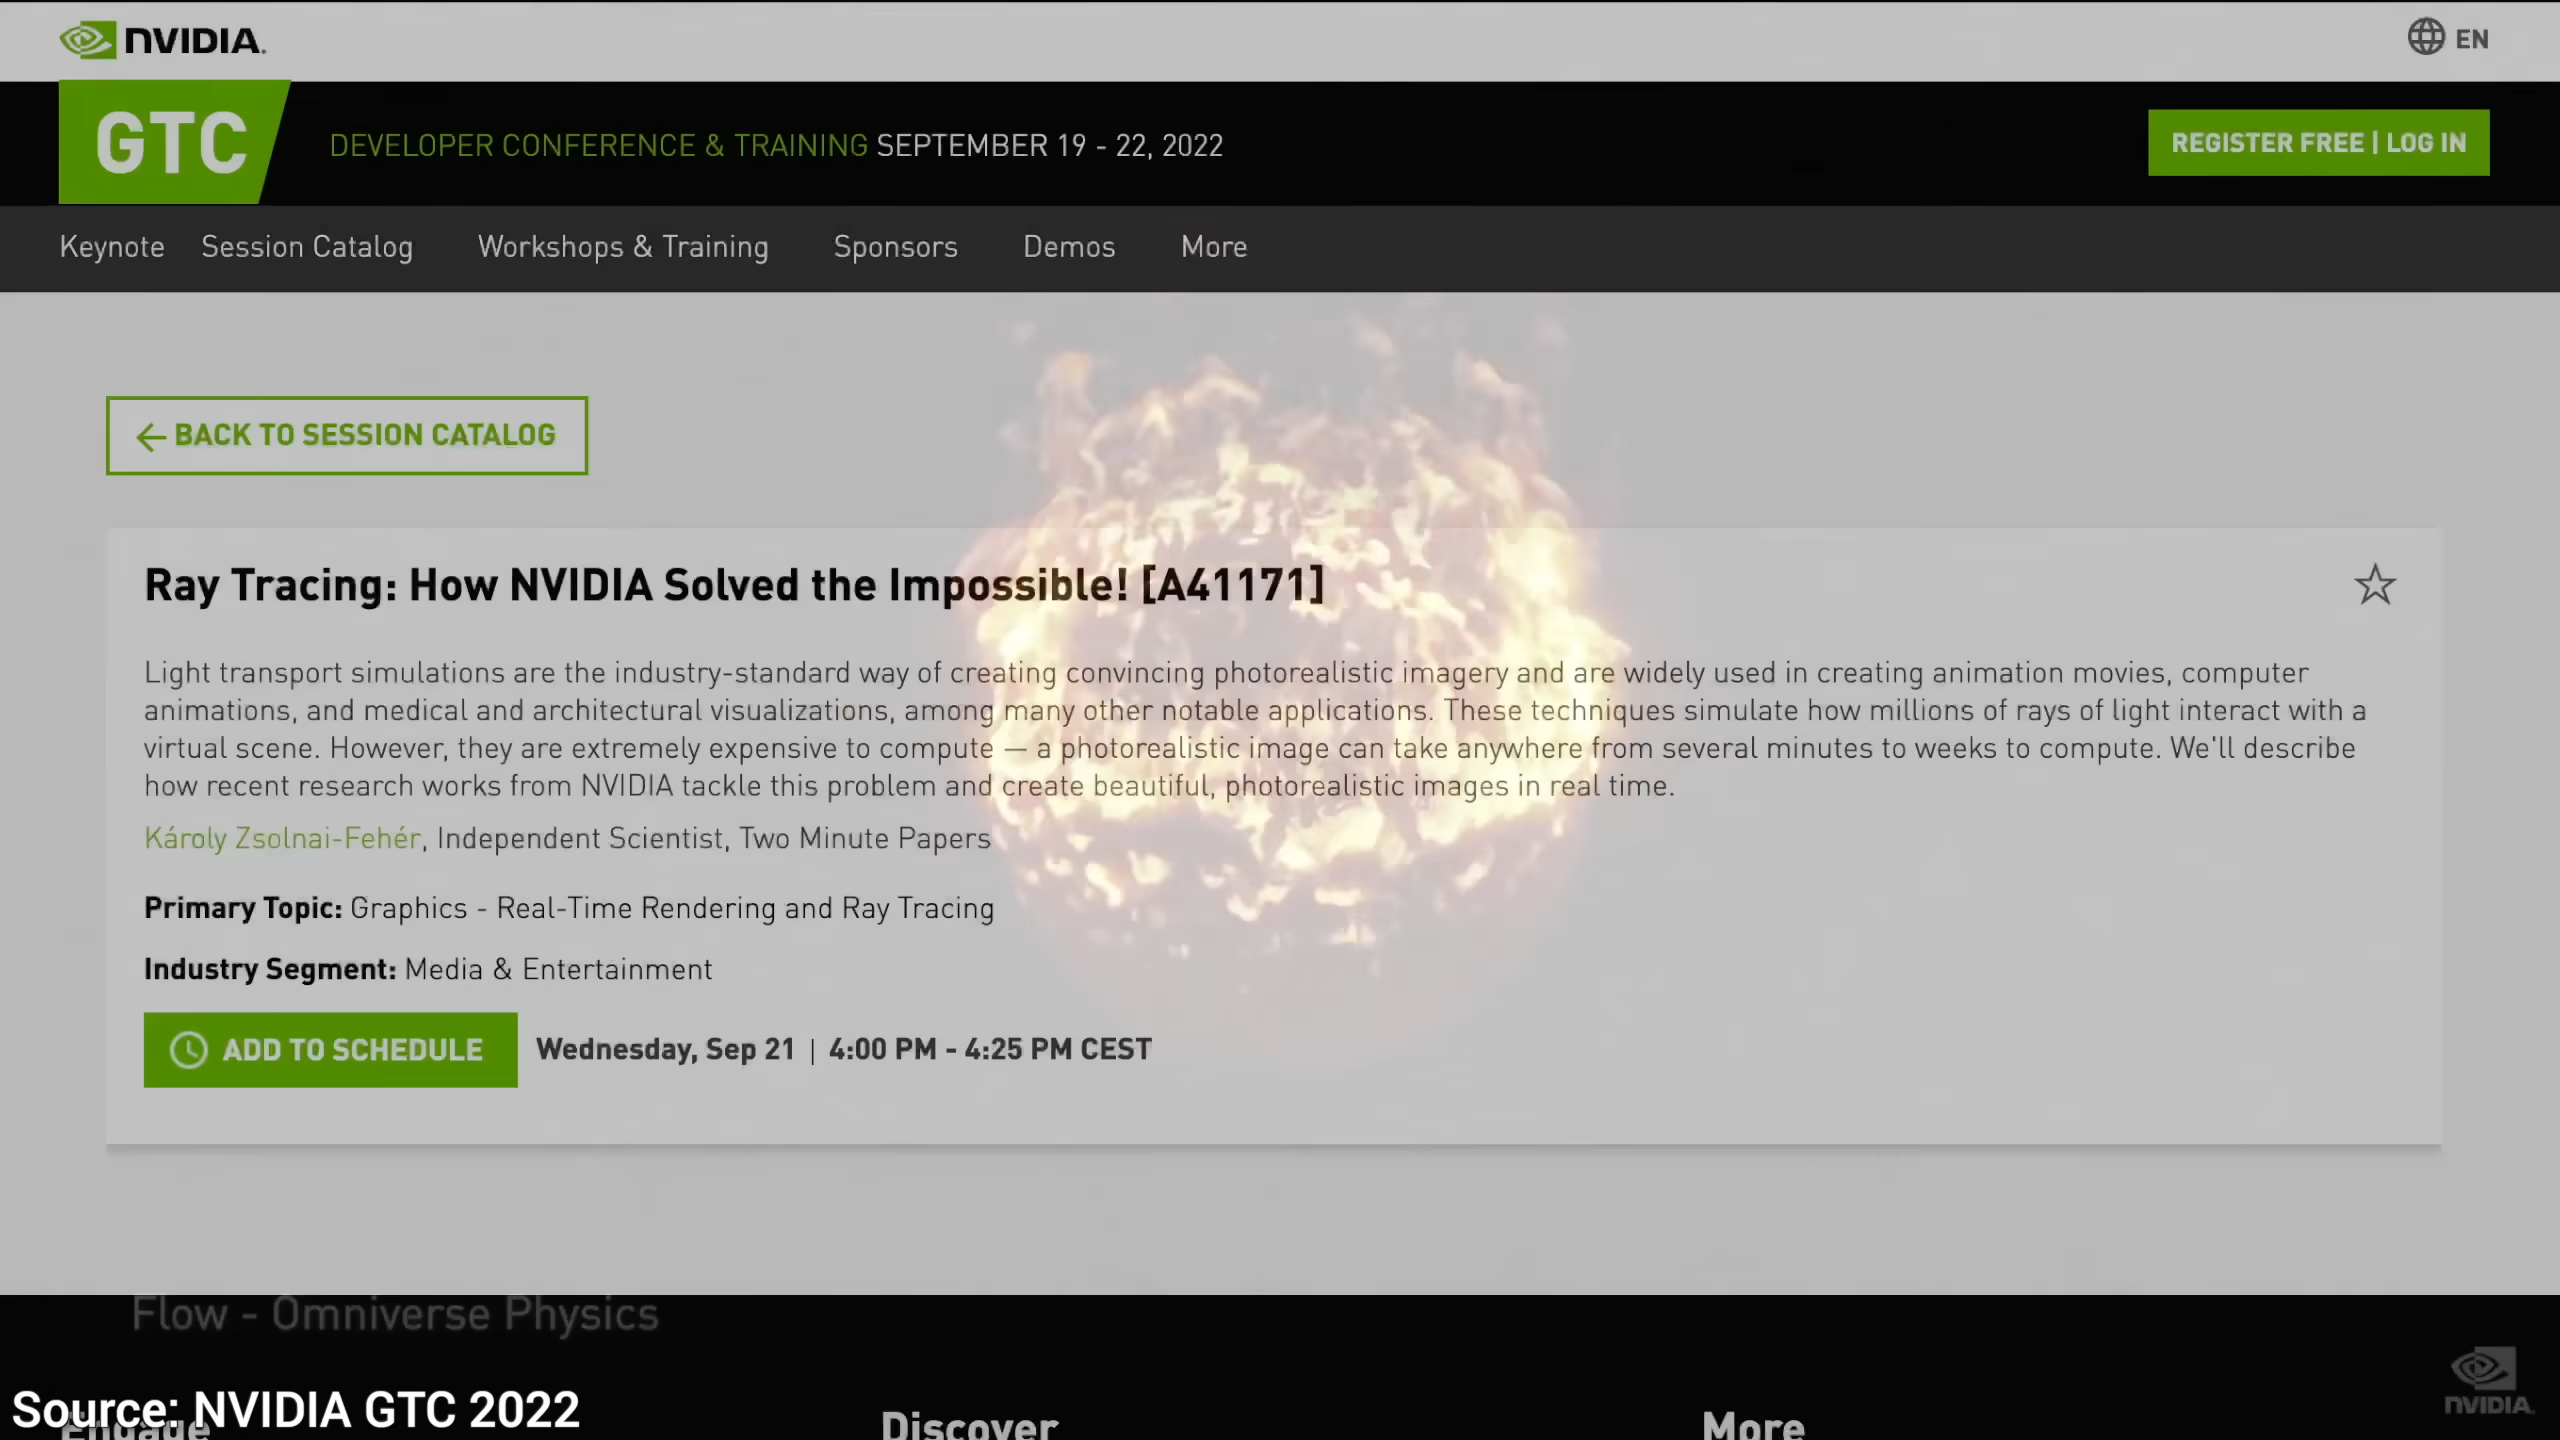 NVIDIA.
EN
GTC
DEVELOPER CONFERENCE & TRAINING SEPTEMBER 19 - 22, 2022
REGISTER FREE | LOG IN
Keynote Session Catalog Workshops & Training Sponsors Demos More
← BACK TO SESSION CATALOG
Ray Tracing: How NVIDIA Solved the Impossible! [A41171]
Light transport simulations are the industry-standard way of creating convincing photorealistic imagery and are widely used in creating animation movies, computer
animations, and medical and architectural visualizations, among many other notable applications. These techniques simulate how millions of rays of light interact with a
virtual scene. However, they are extremely expensive to compute — a photorealistic image can take anywhere from several minutes to weeks to compute. We'll describe
how recent research works from NVIDIA tackle this problem and create beautiful, photorealistic images in real time.
Károly Zsolnai-Fehér, Independent Scientist, Two Minute Papers
Primary Topic: Graphics - Real-Time Rendering and Ray Tracing
Industry Segment: Media & Entertainment
ADD TO SCHEDULE Wednesday, Sep 21 | 4:00 PM - 4:25 PM CEST
Flow - Omniverse Physics
NVIDIA.
Source: NVIDIA GTC 2022
Engage Discover More